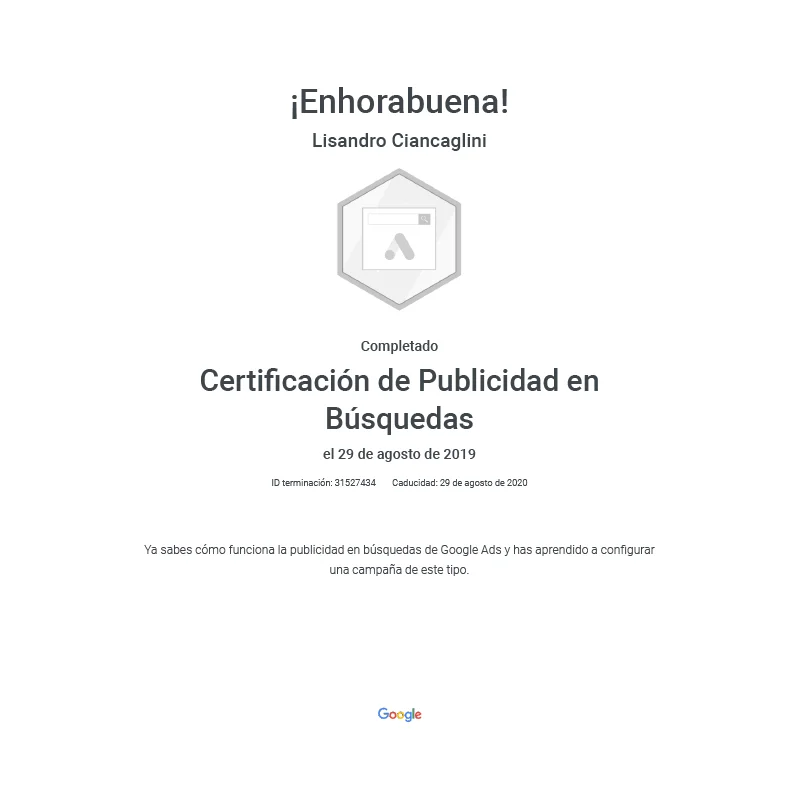 ¡Enhorabuena!
Lisandro Ciancaglini
Completado
Certificación de Publicidad en
Búsquedas
el 29 de agosto de 2019
ID terminación: 31527434 Caducidad: 29 de agosto de 2020
Ya sabes cómo funciona la publicidad en búsquedas de Google Ads y has aprendido a configurar
una campaña de este tipo.
Google